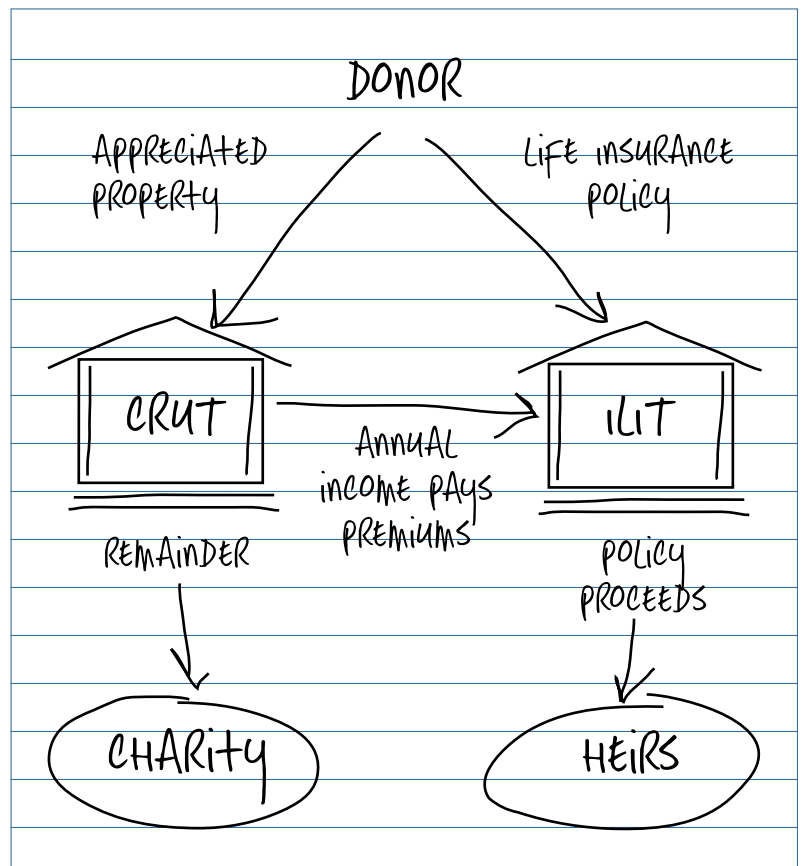 DONOR
APPRECIATED
PROPERTY
LIFE INSURANCE
POLICY
CRUT
ILIT
ANNUAL
INCOME PAYS
PREMIUMS
REMAINDER
POLICY
PROCEEDS
CHARITY
HEIRS